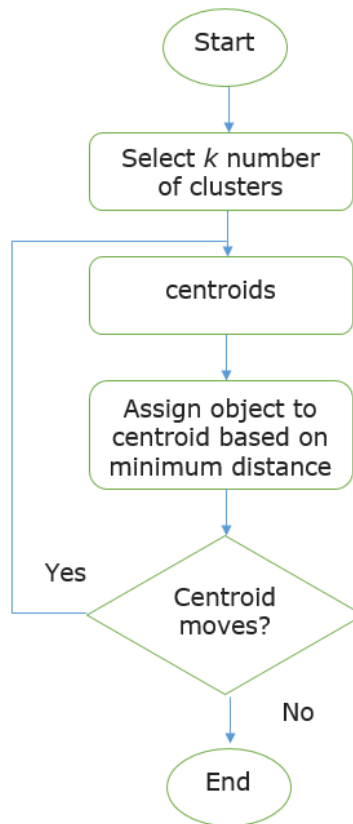 Start
Select k number
of clusters
centroids
Assign object to
centroid based on
minimum distance
Yes
Centroid
moves?
No
End